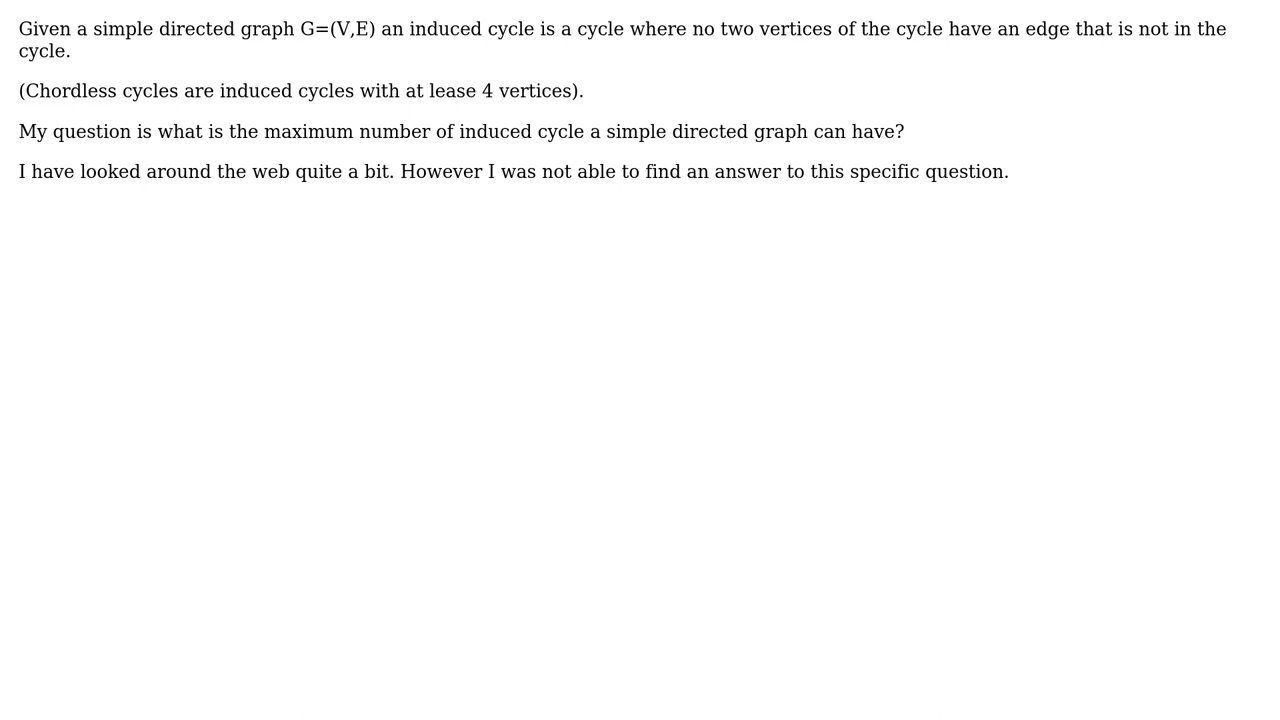 Given a simple directed graph G=(V,E) an induced cycle is a cycle where no two vertices of the cycle have an edge that is not in the
cycle.
(Chordless cycles are induced cycles with at lease 4 vertices).
My question is what is the maximum number of induced cycle a simple directed graph can have?
I have looked around the web quite a bit. However I was not able to find an answer to this specific question.